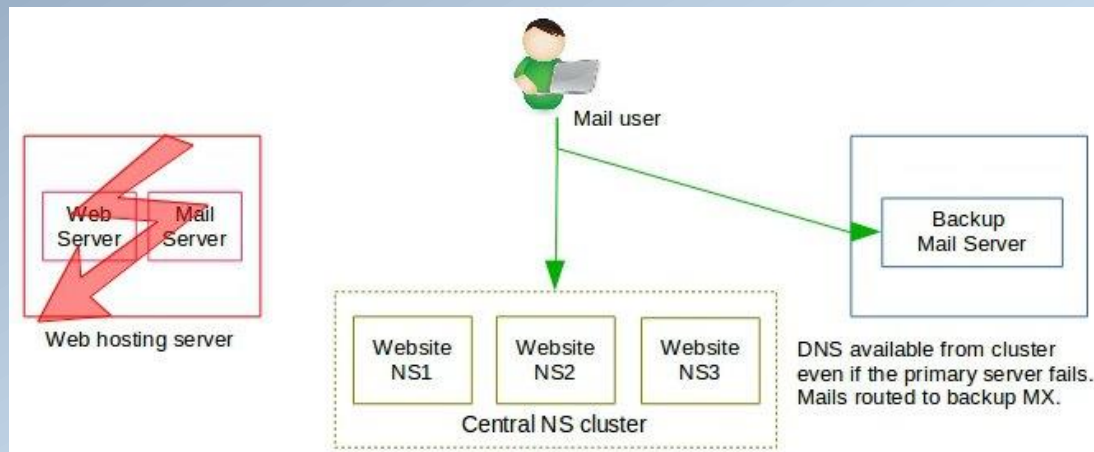 Mail user
Web
Server
Mail
Server
Web hosting server
Backup
Mail Server
Website
NS1
Website
NS2
Website
NS3
Central NS cluster
DNS available from cluster
even if the primary server fails.
Mails routed to backup MX.